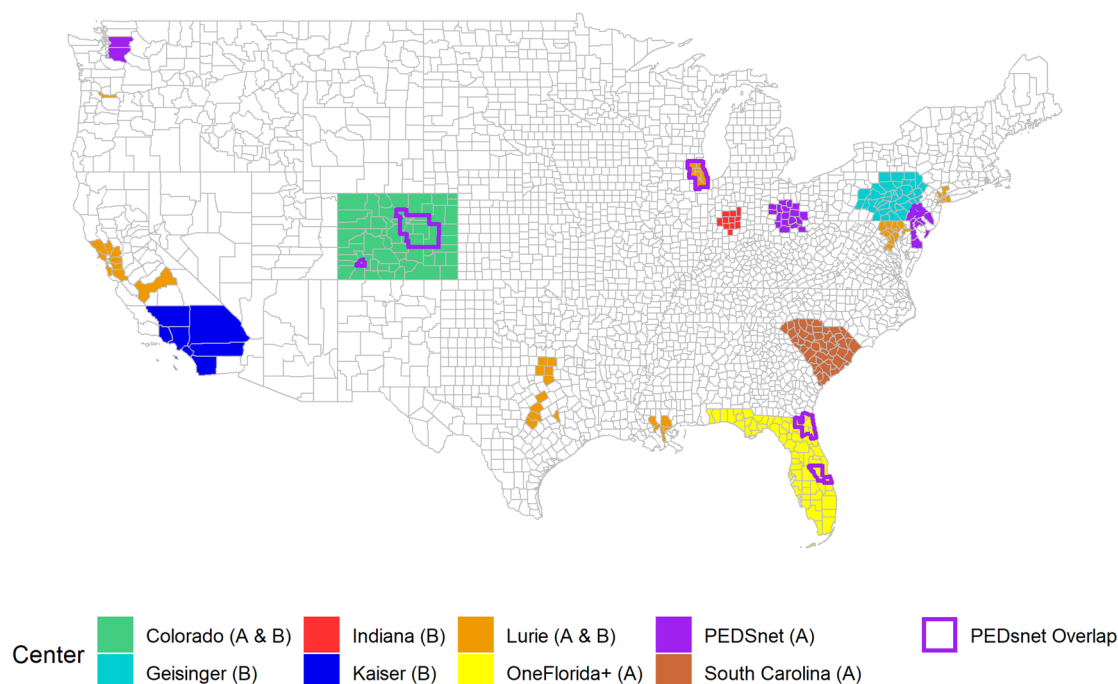 Center
Colorado (A & B)
Indiana (B)
Lurie (A & B)
PEDSnet (A)
PEDsnet Overlap
Geisinger (B)
Kaiser (B)
OneFlorida+ (A)
South Carolina (A)